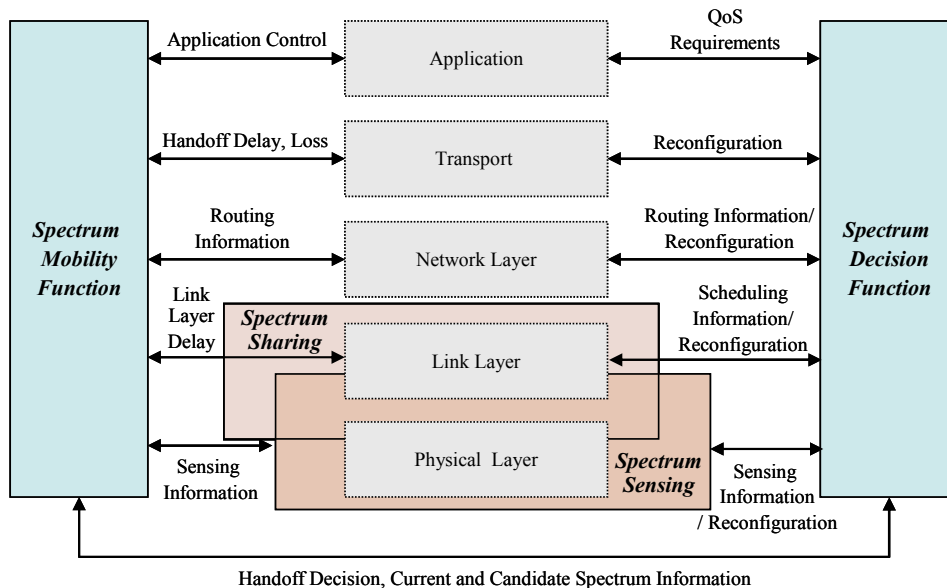 Application Control
Application
QoS
Requirements
Handoff Delay, Loss
Transport
Reconfiguration
Spectrum
Mobility
Function
Routing
Information
Network Layer
Routing Information/
Reconfiguration
Spectrum
Decision
Function
Link
Layer
Delay
Spectrum
Sharing
Link Layer
Scheduling
Information/
Reconfiguration
Sensing
Information
Physical Layer
Spectrum
Sensing
Sensing
Information
/ Reconfiguration
Handoff Decision, Current and Candidate Spectrum Information